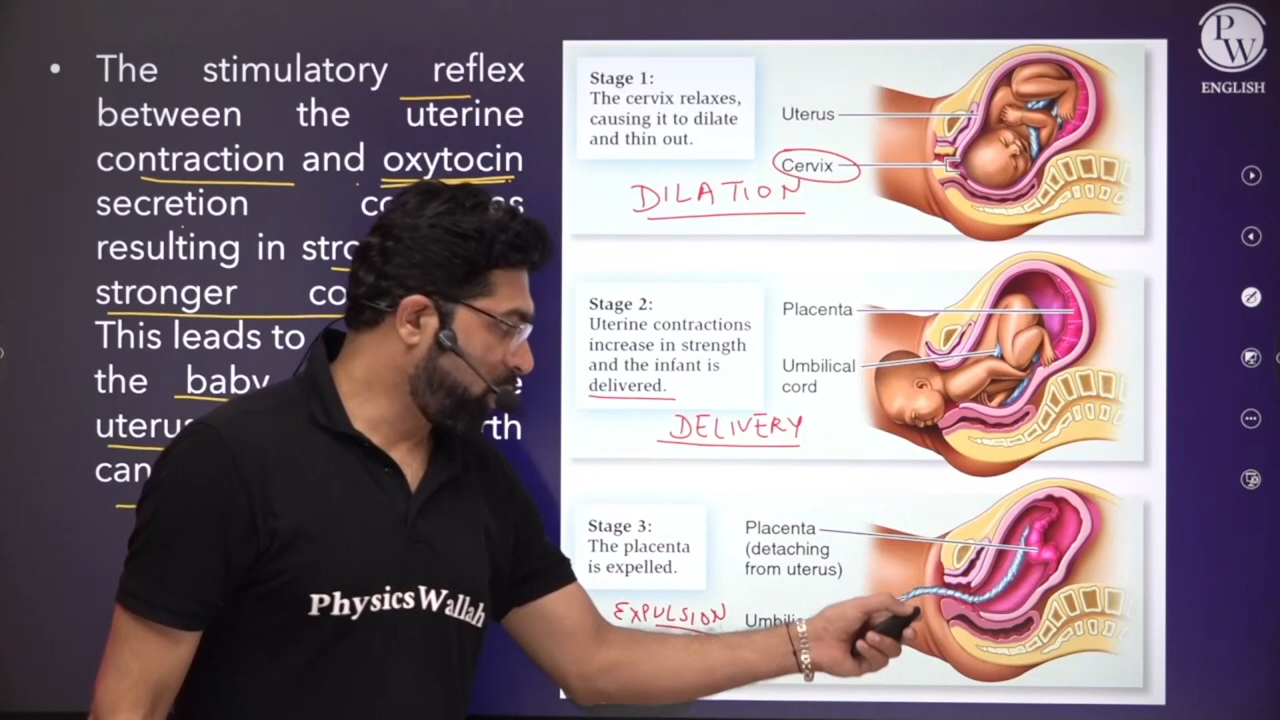 • The stimulatory reflex
between the uterine
contraction and oxytocin
secretion
resulting in
stronger
This leads to
the baby
can
Stage 1:
The cervix relaxes,
causing it to dilate
and thin out.
Uterus
Cervix
DILATION
Stage 2:
Uterine contractions
increase in strength
and the infant is
delivered.
Placenta
Umbilical
cord
DELIVERY
Stage 3:
The placenta
is expelled.
Placenta
(detaching
from uterus)
EXPULSION
PhysicsWallah
PW
ENGLISH